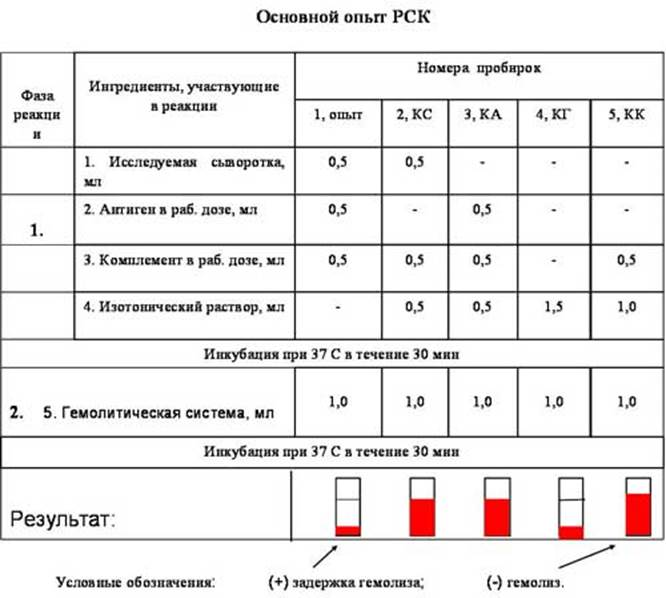 Основной опыт РСК
Фаза
реакци
и
Ингредиенты, участвующие
в реакции
Номера пробирок
1, опыт 2, КС 3, КА 4, КГ 5, КК
1.
1. Исследуемая сыворотка,
мл
0,5 0,5 - - -
2. Антиген в раб. дозе, мл 0,5 - 0,5 - -
3. Комплемент в раб. дозе, мл 0,5 0,5 0,5 - 0,5
4. Изотонический раствор, мл - 0,5 0,5 1,5 1,0
Инкубация при 37 С в течение 30 мин
2. 5. Гемолитическая система, мл 1,0 1,0 1,0 1,0 1,0
Инкубация при 37 С в течение 30 мин
Результат:
Условные обозначения: (+) задержка гемолиза; (-) гемолиз.